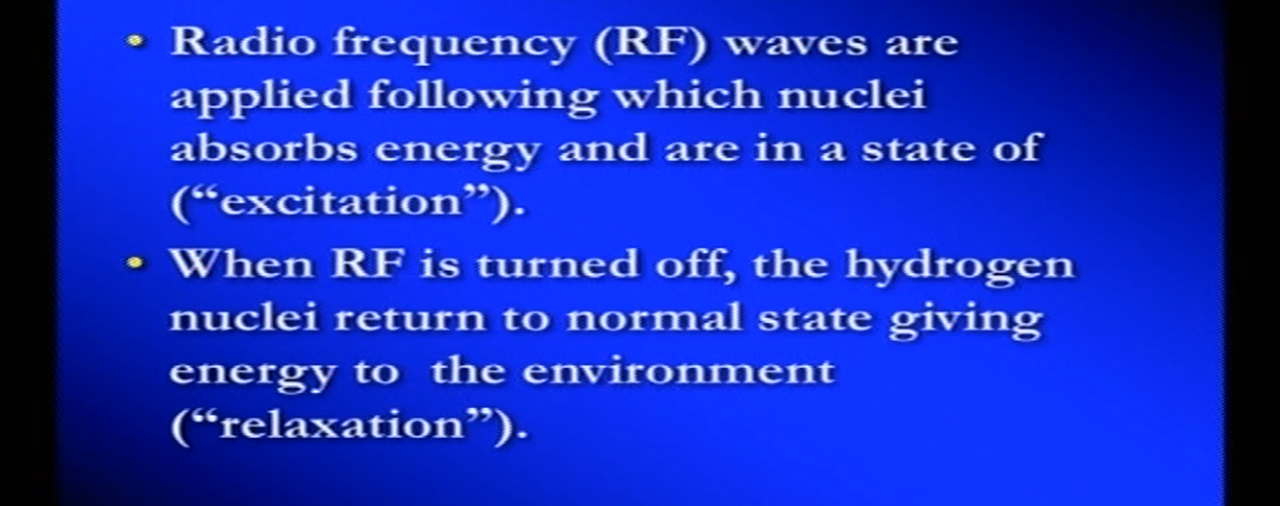 • Radio frequency (RF) waves are
applied following which nuclei
absorbs energy and are in a state of
(“excitation”).
• When RF is turned off, the hydrogen
nuclei return to normal state giving
energy to  the environment
(“relaxation”).